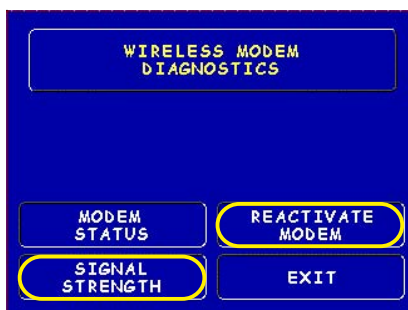 WIRELESS MODEM
DIAGNOSTICS
MODEM
STATUS
REACTIVATE
MODEM
SIGNAL
STRENGTH
EXIT